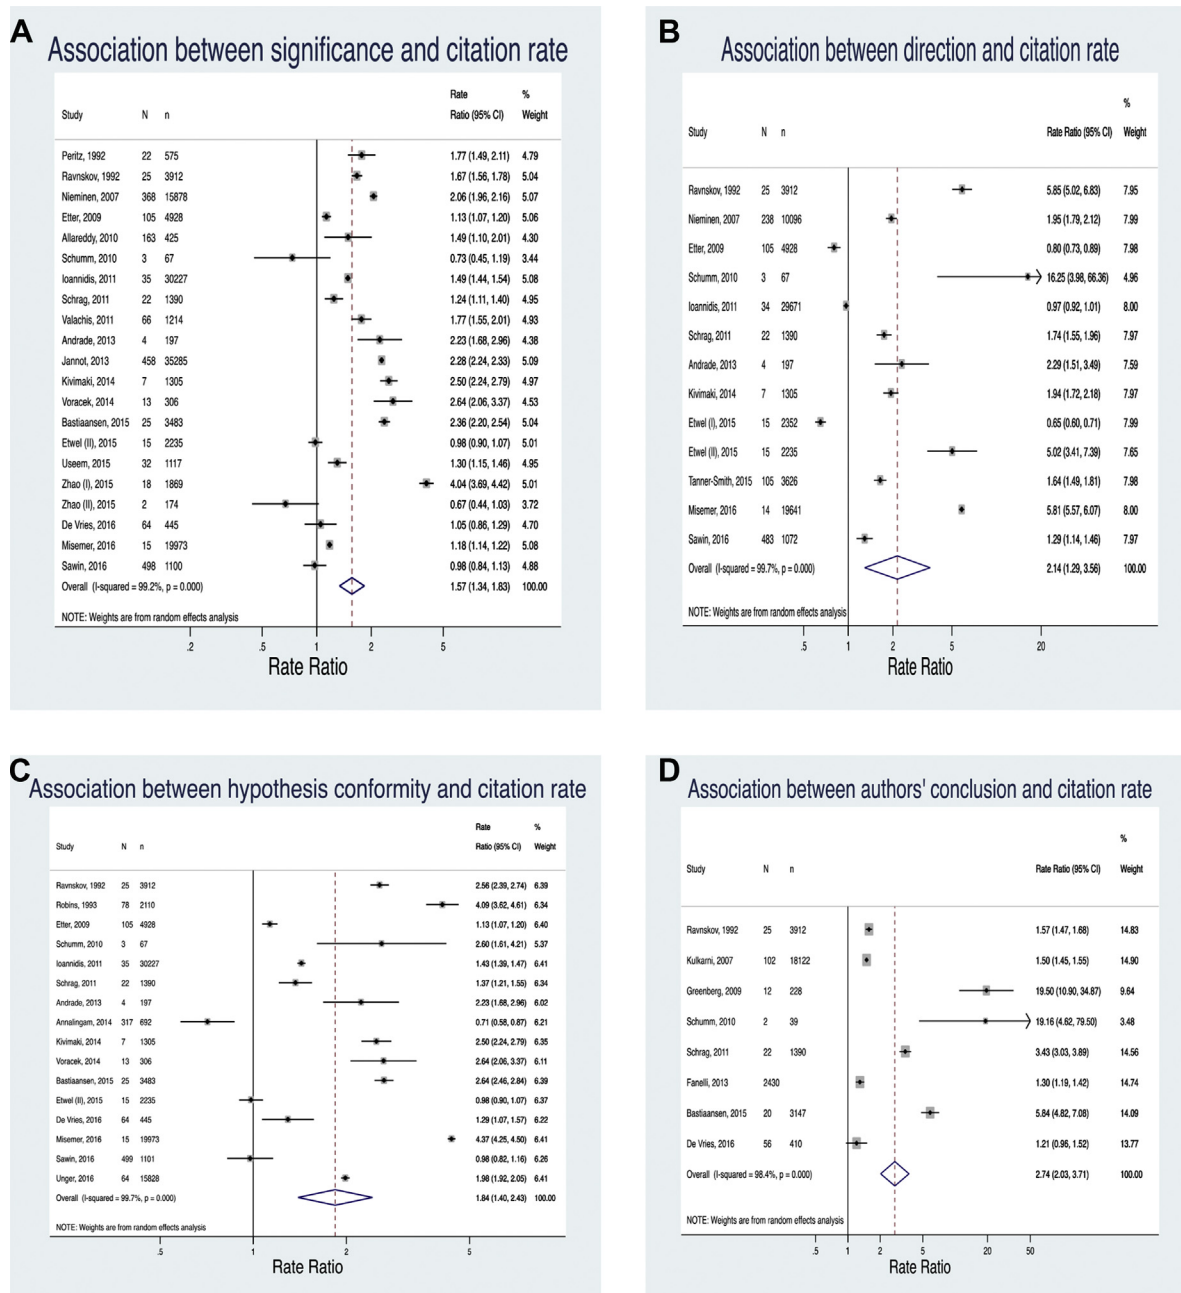 A
Association between significance and citation rate
Rate %
Study N n Ratio (95% CI) Weight
Peritz, 1992 22 575 1.77 (1.49, 2.11) 4.79
Ravnskov, 1992 25 3912 1.67 (1.56, 1.78) 5.04
Nieminen, 2007 368 15878 2.06 (1.96, 2.16) 5.07
Etter, 2009 105 4928 1.13 (1.07, 1.20) 5.06
Allareddy, 2010 163 425 1.49 (1.10, 2.01) 4.30
Schumm, 2010 3 67 0.73 (0.45, 1.19) 3.44
Ioannidis, 2011 35 30227 1.49 (1.44, 1.54) 5.08
Schrag, 2011 22 1390 1.24 (1.11, 1.40) 4.95
Valachis, 2011 66 1214 1.77 (1.55, 2.01) 4.93
Andrade, 2013 4 197 2.23 (1.68, 2.96) 4.38
Jannot, 2013 458 35285 2.28 (2.24, 2.33) 5.09
Kivimaki, 2014 7 1305 2.50 (2.24, 2.79) 4.97
Voracek, 2014 13 306 2.64 (2.06, 3.37) 4.53
Bastiaansen, 2015 25 3483 2.36 (2.20, 2.54) 5.04
Etwel (II), 2015 15 2235 0.98 (0.90, 1.07) 5.01
Useem, 2015 32 1117 1.30 (1.15, 1.46) 4.95
Zhao (I), 2015 18 1869 4.04 (3.69, 4.42) 5.01
Zhao (II), 2015 2 174 0.67 (0.44, 1.03) 3.72
De Vries, 2016 64 445 1.05 (0.86, 1.29) 4.70
Misemer, 2016 15 19973 1.18 (1.14, 1.22) 5.08
Sawin, 2016 498 1100 0.98 (0.84, 1.13) 4.88
Overall (I-squared = 99.2%, p = 0.000) 1.57 (1.34, 1.83) 100.00
NOTE: Weights are from random effects analysis
.2 .5 1 2 5
Rate Ratio
B
Association between direction and citation rate
%
Study N n Rate Ratio (95% CI) Weight
Ravnskov, 1992 25 3912 5.85 (5.02, 6.83) 7.95
Nieminen, 2007 238 10096 1.95 (1.79, 2.12) 7.99
Etter, 2009 105 4928 0.80 (0.73, 0.89) 7.98
Schumm, 2010 3 67 16.25 (3.98, 66.36) 4.96
Ioannidis, 2011 34 29671 0.97 (0.92, 1.01) 8.00
Schrag, 2011 22 1390 1.74 (1.55, 1.96) 7.97
Andrade, 2013 4 197 2.29 (1.51, 3.49) 7.59
Kivimaki, 2014 7 1305 1.94 (1.72, 2.18) 7.97
Etwel (I), 2015 15 2352 0.65 (0.60, 0.71) 7.99
Etwel (II), 2015 15 2235 5.02 (3.41, 7.39) 7.65
Tanner-Smith, 2015 105 3626 1.64 (1.49, 1.81) 7.98
Misemer, 2016 14 19641 5.81 (5.57, 6.07) 8.00
Sawin, 2016 483 1072 1.29 (1.14, 1.46) 7.97
Overall (I-squared = 99.7%, p = 0.000) 2.14 (1.29, 3.56) 100.00
NOTE: Weights are from random effects analysis
.5 1 2 5 20
Rate Ratio
C
Association between hypothesis conformity and citation rate
Rate %
Study N n Ratio (95% CI) Weight
Ravnskov, 1992 25 3912 2.56 (2.39, 2.74) 6.39
Robins, 1993 78 2110 4.09 (3.62, 4.61) 6.34
Etter, 2009 105 4928 1.13 (1.07, 1.20) 6.40
Schumm, 2010 3 67 2.60 (1.61, 4.21) 5.37
Ioannidis, 2011 35 30227 1.43 (1.39, 1.47) 6.41
Schrag, 2011 22 1390 1.37 (1.21, 1.55) 6.34
Andrade, 2013 4 197 2.23 (1.68, 2.96) 6.02
Annalingam, 2014 317 692 0.71 (0.58, 0.87) 6.21
Kivimaki, 2014 7 1305 2.50 (2.24, 2.79) 6.35
Voracek, 2014 13 306 2.64 (2.06, 3.37) 6.11
Bastiaansen, 2015 25 3483 2.64 (2.46, 2.84) 6.39
Etwel (II), 2015 15 2235 0.98 (0.90, 1.07) 6.37
De Vries, 2016 64 445 1.29 (1.07, 1.57) 6.22
Misemer, 2016 15 19973 4.37 (4.25, 4.50) 6.41
Sawin, 2016 499 1101 0.98 (0.82, 1.16) 6.26
Unger, 2016 64 15828 1.98 (1.92, 2.05) 6.41
Overall (I-squared = 99.7%, p = 0.000) 1.84 (1.40, 2.43) 100.00
NOTE: Weights are from random effects analysis
.5 1 2 5
Rate Ratio
D
Association between authors' conclusion and citation rate
%
Study N n Rate Ratio (95% CI) Weight
Ravnskov, 1992 25 3912 1.57 (1.47, 1.68) 14.83
Kulkarni, 2007 102 18122 1.50 (1.45, 1.55) 14.90
Greenberg, 2009 12 228 19.50 (10.90, 34.87) 9.64
Schumm, 2010 2 39 19.16 (4.62, 79.50) 3.48
Schrag, 2011 22 1390 3.43 (3.03, 3.89) 14.56
Fanelli, 2013 2430 1.30 (1.19, 1.42) 14.74
Bastiaansen, 2015 20 3147 5.84 (4.82, 7.08) 14.09
De Vries, 2016 56 410 1.21 (0.96, 1.52) 13.77
Overall (I-squared = 98.4%, p = 0.000) 2.74 (2.03, 3.71) 100.00
NOTE: Weights are from random effects analysis
.5 1 2 5 20 50
Rate Ratio